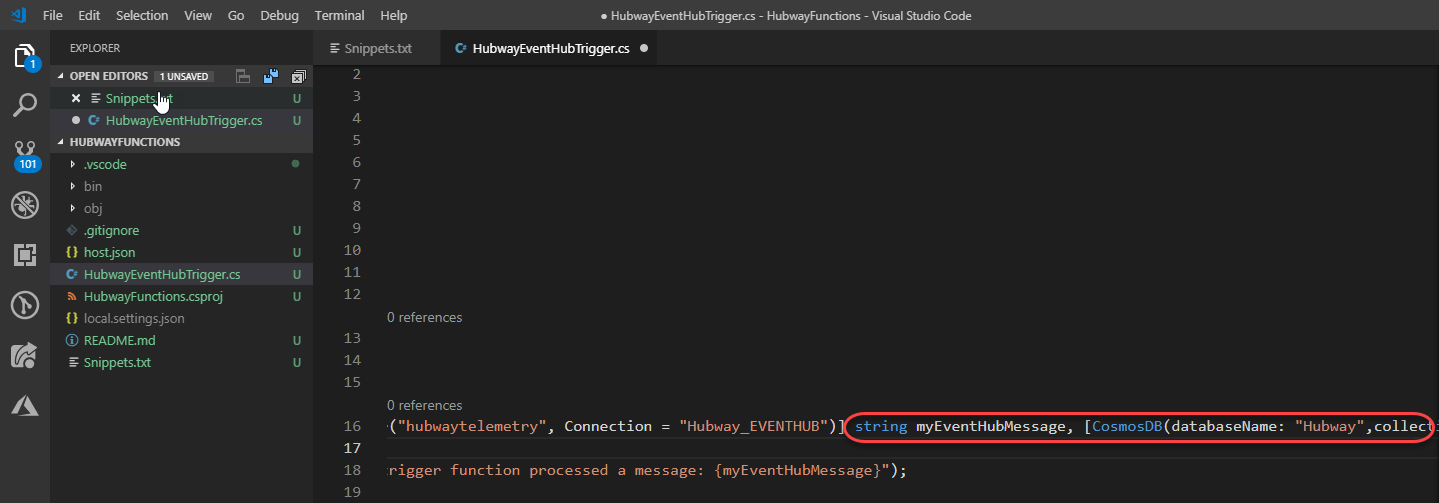 File Edit Selection View Go Debug Terminal Help
● HubwayEventHubTrigger.cs - HubwayFunctions - Visual Studio Code
EXPLORER
OPEN EDITORS 1 UNSAVED
Snippets.txt U
HubwayEventHubTrigger.cs U
HUBWAYFUNCTIONS
.vscode
bin
obj
.gitignore U
host.json U
HubwayEventHubTrigger.cs U
HubwayFunctions.csproj U
local.settings.json
README.md U
Snippets.txt U
1
101
Snippets.txt
HubwayEventHubTrigger.cs ●
2
3
4
5
6
7
8
9
10
11
12
0 references
13
14
15
0 references
16 ("hubwaytelemetry", Connection = "Hubway_EVENTHUB")] string myEventHubMessage, [CosmosDB(databaseName: "Hubway",collect
17
18 trigger function processed a message: {myEventHubMessage}");
19